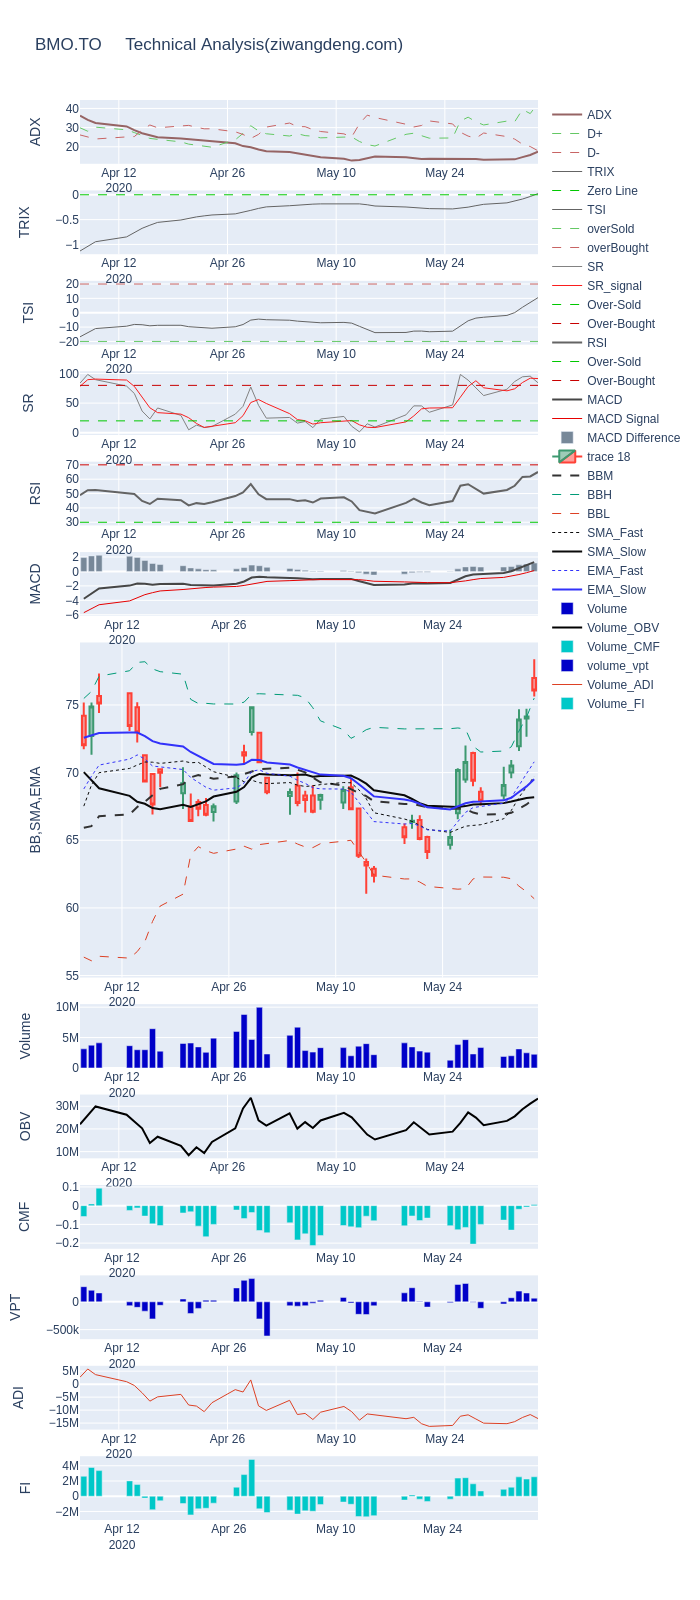 BMO.TO     Technical Analysis(ziwangdeng.com)
ADX
40
30
20
Apr 12
2020
Apr 26
May 10
May 24
TRIX
0
−0.5
−1
Apr 12
2020
Apr 26
May 10
May 24
TSI
20
10
0
−10
−20
Apr 12
2020
Apr 26
May 10
May 24
SR
100
50
0
Apr 12
2020
Apr 26
May 10
May 24
RSI
70
60
50
40
30
Apr 12
2020
Apr 26
May 10
May 24
MACD
2
0
−2
−4
−6
Apr 12
2020
Apr 26
May 10
May 24
BB,SMA,EMA
75
70
65
60
55
Apr 12
2020
Apr 26
May 10
May 24
Volume
10M
5M
0
Apr 12
2020
Apr 26
May 10
May 24
OBV
30M
20M
10M
Apr 12
2020
Apr 26
May 10
May 24
CMF
0.1
0
−0.1
−0.2
Apr 12
2020
Apr 26
May 10
May 24
VPT
0
−500k
Apr 12
2020
Apr 26
May 10
May 24
ADI
5M
0
−5M
−10M
−15M
Apr 12
2020
Apr 26
May 10
May 24
FI
4M
2M
0
−2M
Apr 12
2020
Apr 26
May 10
May 24
ADX
D+
D-
TRIX
Zero Line
TSI
overSold
overBought
SR
SR_signal
Over-Sold
Over-Bought
RSI
Over-Sold
Over-Bought
MACD
MACD Signal
MACD Difference
trace 18
BBM
BBH
BBL
SMA_Fast
SMA_Slow
EMA_Fast
EMA_Slow
Volume
Volume_OBV
Volume_CMF
volume_vpt
Volume_ADI
Volume_FI